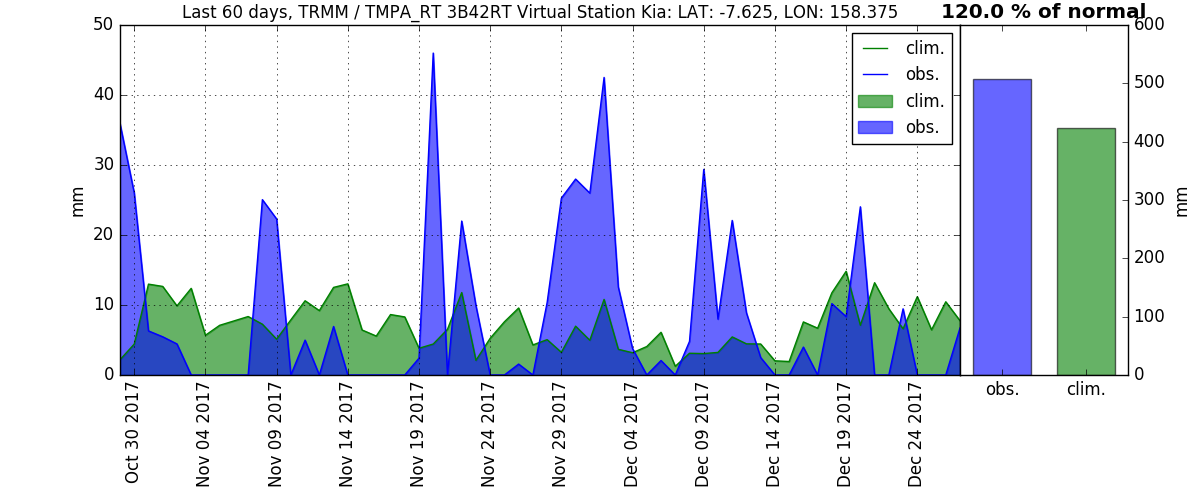 Last 60 days, TRMM / TMPA_RT 3B42RT Virtual Station Kia: LAT: -7.625, LON: 158.375
120.0 % of normal
50
40
30
20
10
0
mm
clim.
obs.
clim.
obs.
Oct 30 2017
Nov 04 2017
Nov 09 2017
Nov 14 2017
Nov 19 2017
Nov 24 2017
Nov 29 2017
Dec 04 2017
Dec 09 2017
Dec 14 2017
Dec 19 2017
Dec 24 2017
600
500
400
300
200
100
0
mm
obs.
clim.